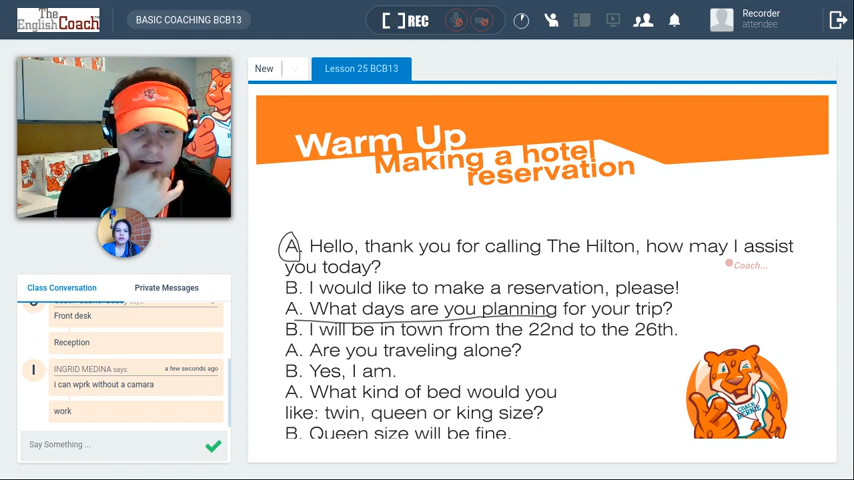 The
EnglishCoach
BASIC COACHING BCB13
[ ] REC
Recorder
attendee
New
Lesson 25 BCB13
Warm Up
Making a hotel
reservation
A. Hello, thank you for calling The Hilton, how may I assist
you today?
Coach...
B. I would like to make a reservation, please!
A. What days are you planning for your trip?
B. I will be in town from the 22nd to the 26th.
A. Are you traveling alone?
B. Yes, I am.
A. What kind of bed would you
like: twin, queen or king size?
B. Queen size will be fine.
COACH
BERNIE
Class Conversation
Private Messages
Front desk
Reception
I
INGRID MEDINA says:
a few seconds ago
i can wprk without a camara
work
Say Something ...